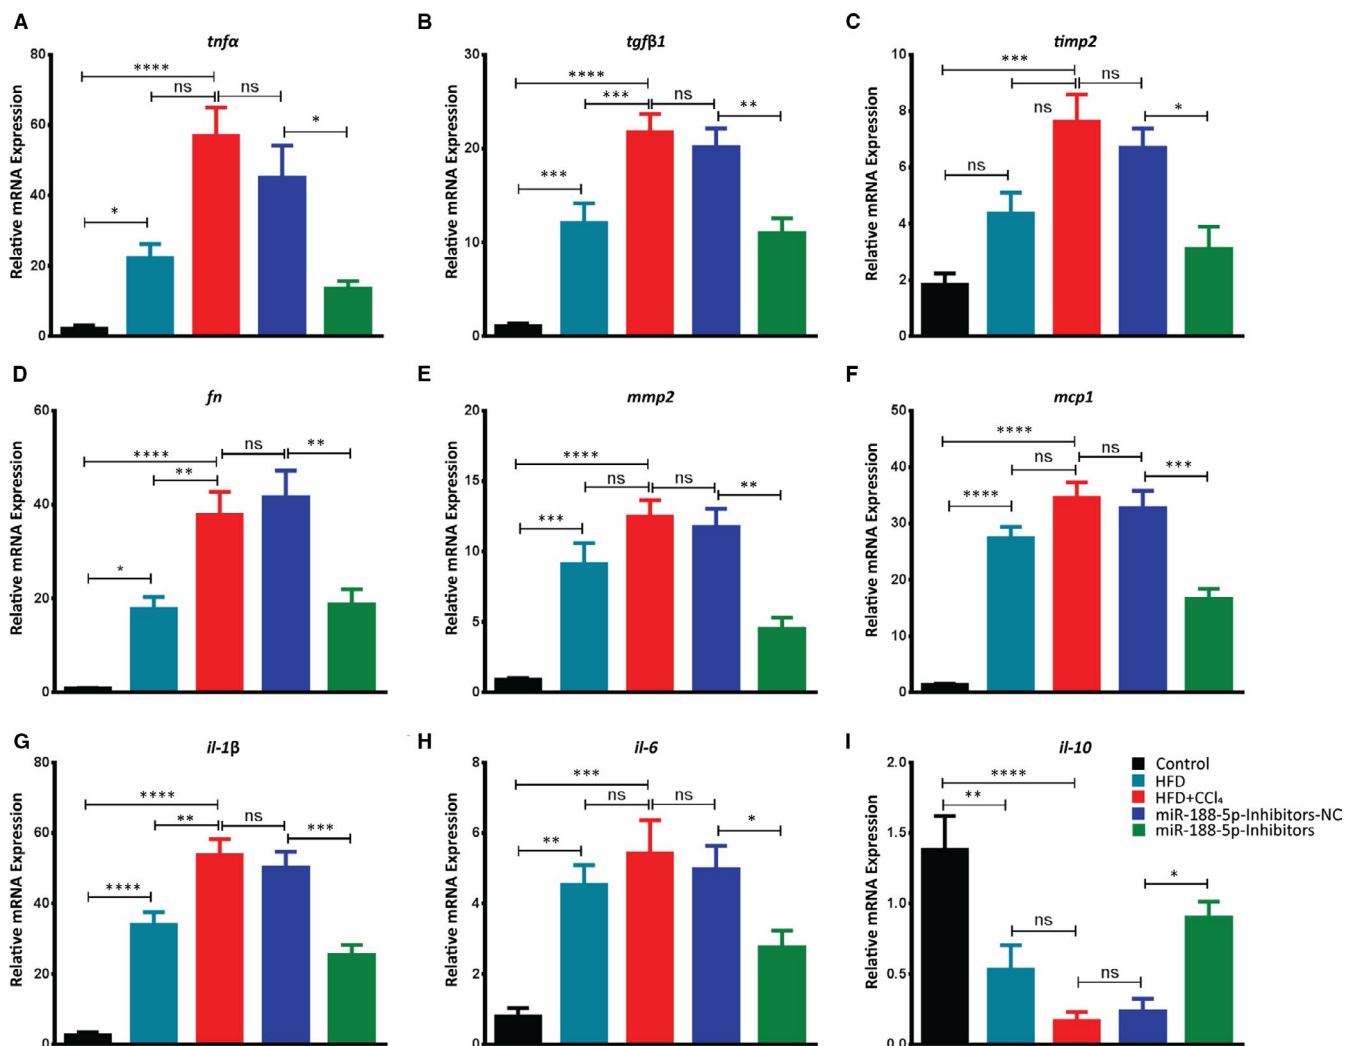 A
tnfα
Relative mRNA Expression
80
60
40
20
0
****
ns
ns
*
*
B
tgfβ1
Relative mRNA Expression
30
20
10
0
****
***
ns
**
***
C
timp2
Relative mRNA Expression
10
8
6
4
2
0
***
ns
ns
*
ns
D
fn
Relative mRNA Expression
60
40
20
0
****
ns
**
**
*
E
mmp2
Relative mRNA Expression
20
15
10
5
0
****
ns
ns
**
***
F
mcp1
Relative mRNA Expression
50
40
30
20
10
0
****
ns
ns
***
****
G
il-1β
Relative mRNA Expression
80
60
40
20
0
****
**
ns
***
****
H
il-6
Relative mRNA Expression
8
6
4
2
0
***
ns
ns
*
**
I
il-10
Relative mRNA Expression
2.0
1.5
1.0
0.5
0.0
****
**
*
ns
ns
Control
HFD
HFD+CCl₄
miR-188-5p-Inhibitors-NC
miR-188-5p-Inhibitors